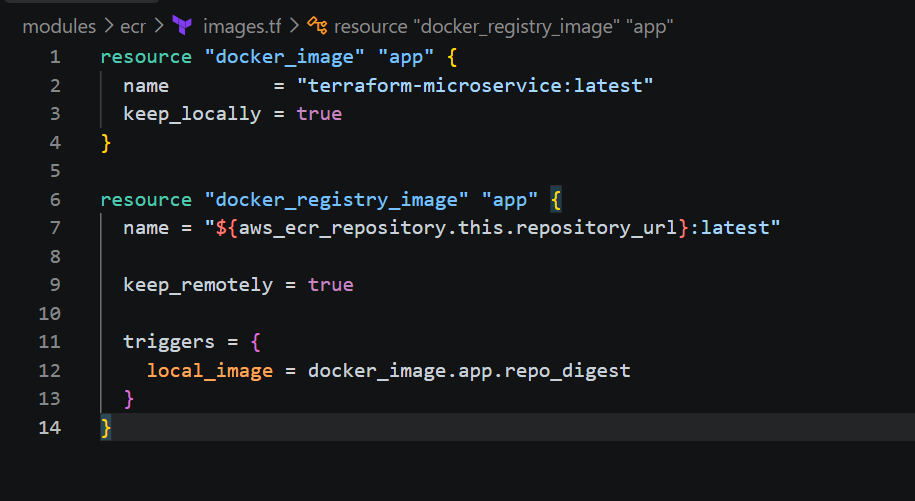 modules > ecr > images.tf > resource "docker_registry_image" "app"
1 resource "docker_image" "app" {
2   name         = "terraform-microservice:latest"
3   keep_locally = true
4 }
5
6 resource "docker_registry_image" "app" {
7   name = "${aws_ecr_repository.this.repository_url}:latest"
8
9   keep_remotely = true
10
11   triggers = {
12     local_image = docker_image.app.repo_digest
13   }
14 }